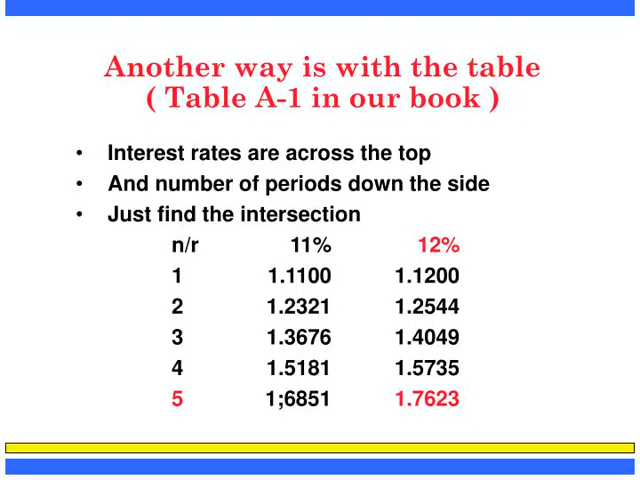 Another way is with the table
( Table A-1 in our book )
• Interest rates are across the top
• And number of periods down the side
• Just find the intersection
n/r 11% 12%
1 1.1100 1.1200
2 1.2321 1.2544
3 1.3676 1.4049
4 1.5181 1.5735
5 1;6851 1.7623